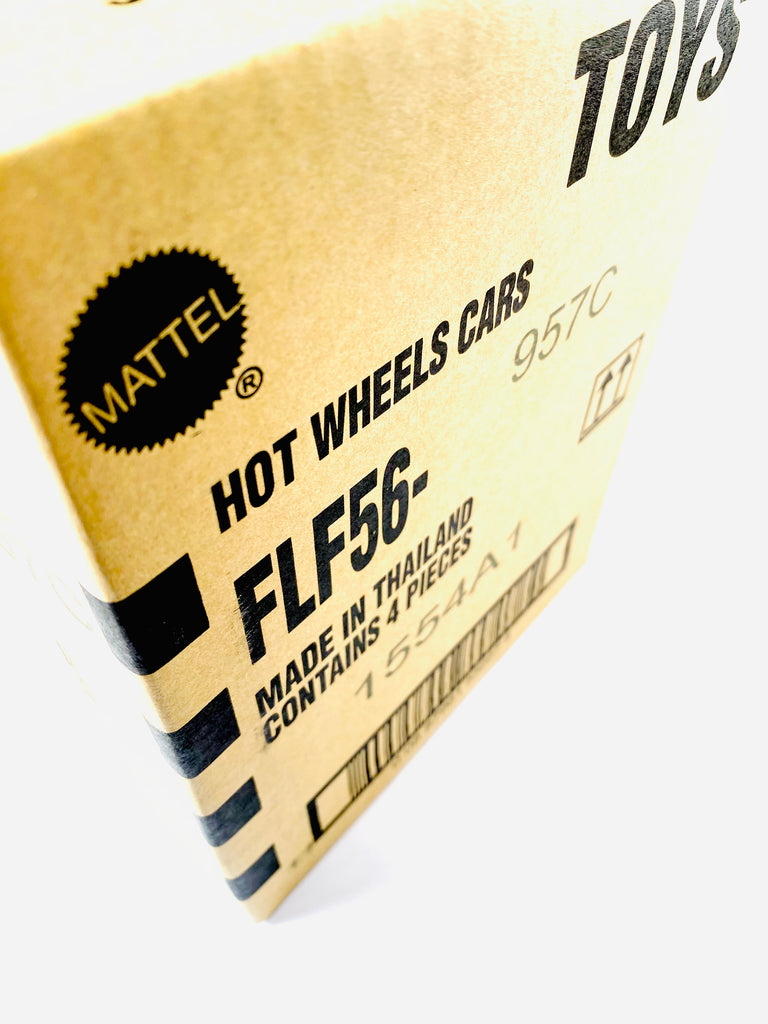 TOYS
MATTEL
®
HOT WHEELS CARS
957C
FLF56-
MADE IN THAILAND
CONTAINS 4 PIECES
1554A1